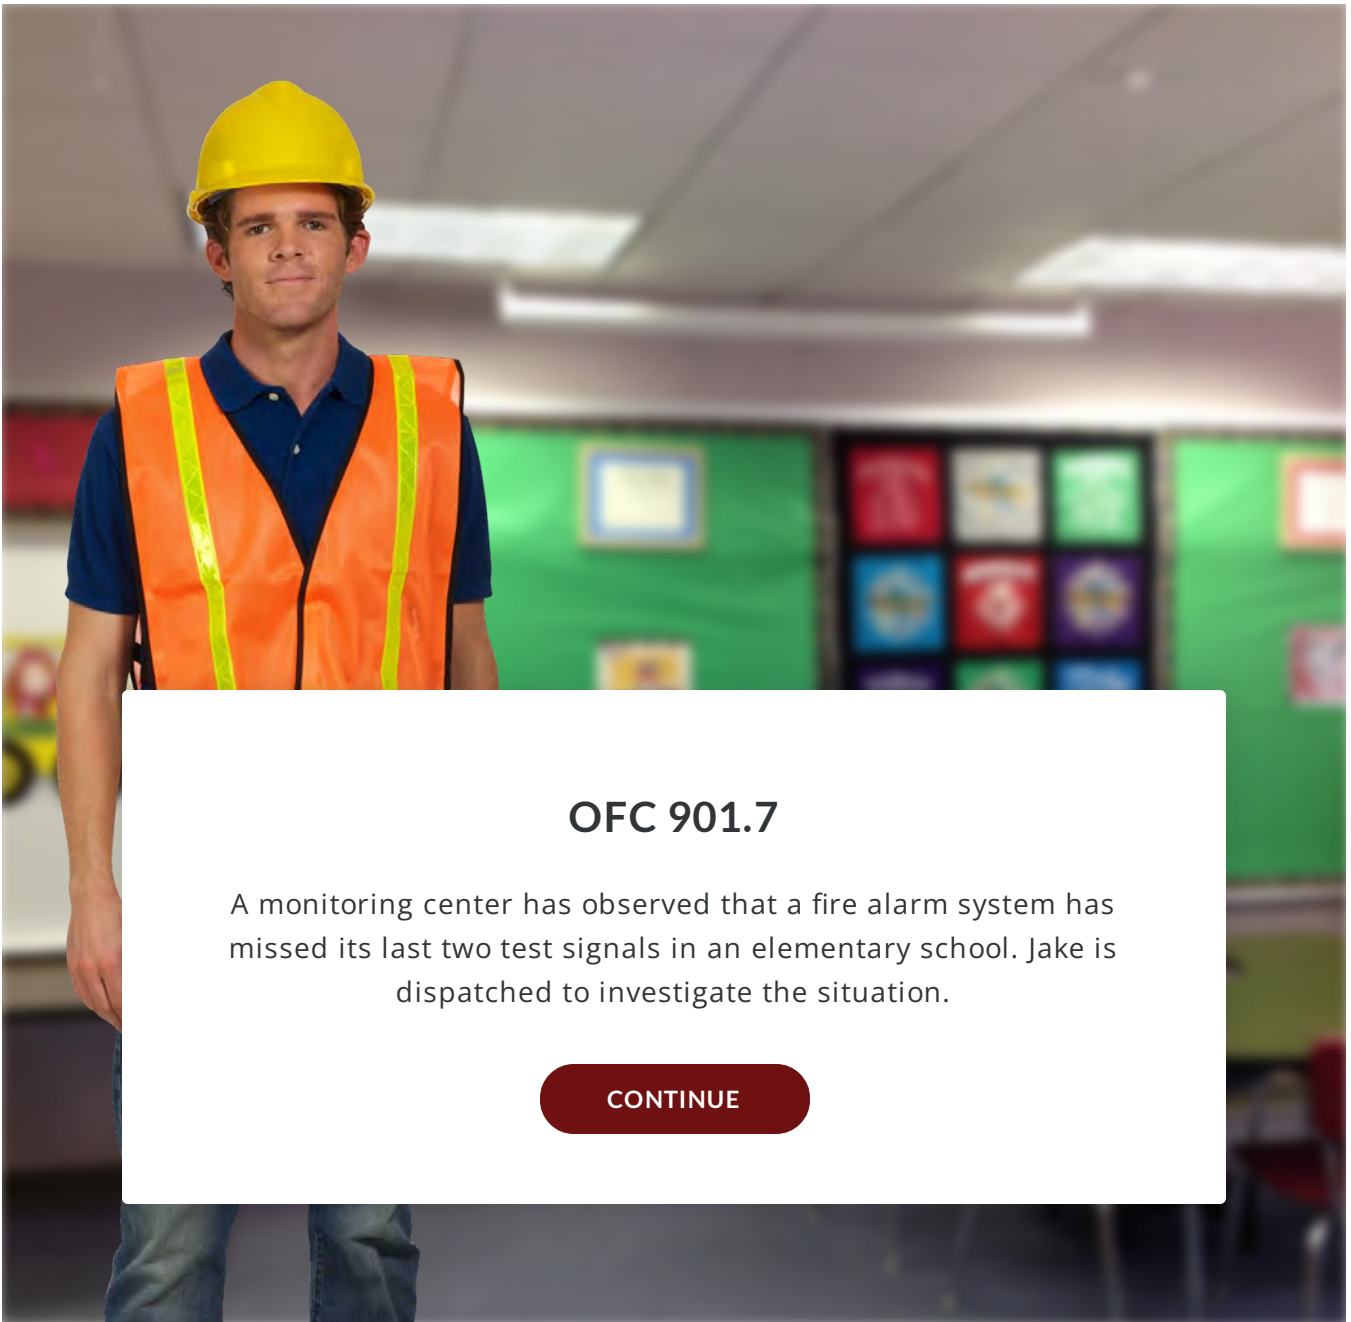 OFC 901.7
A monitoring center has observed that a fire alarm system has
missed its last two test signals in an elementary school. Jake is
dispatched to investigate the situation.
CONTINUE